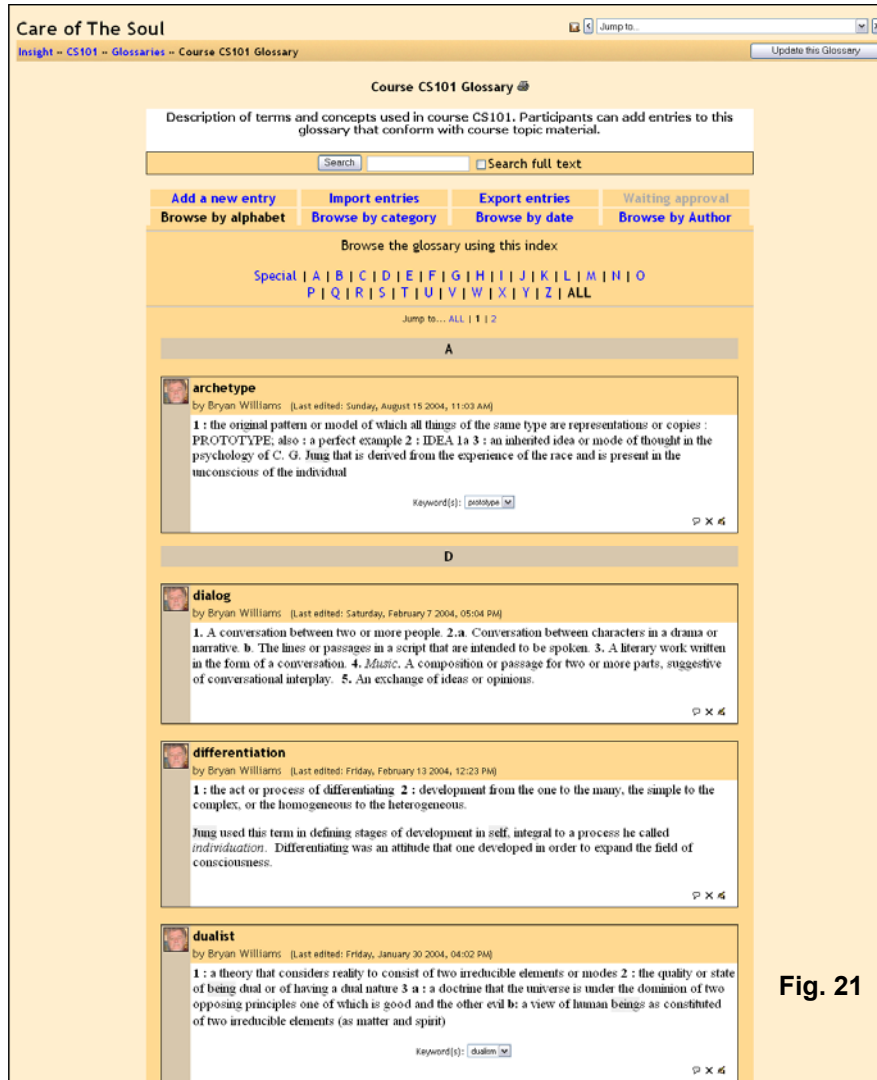 Care of The Soul
Jump to...
Insight -- CS101 -- Glossaries -- Course CS101 Glossary
Update this Glossary
Course CS101 Glossary
Description of terms and concepts used in course CS101. Participants can add entries to this
glossary that conform with course topic material.
Search
Search full text
Add a new entry Import entries Export entries Waiting approval
Browse by alphabet Browse by category Browse by date Browse by Author
Browse the glossary using this index
Special | A | B | C | D | E | F | G | H | I | J | K | L | M | N | O
P | Q | R | S | T | U | V | W | X | Y | Z | ALL
Jump to... ALL | 1 | 2
A
archetype
by Bryan Williams (Last edited: Sunday, August 15 2004, 11:03 AM)
1 : the original pattern or model of which all things of the same type are representations or copies :
PROTOTYPE; also : a perfect example 2 : IDEA 1a 3 : an inherited idea or mode of thought in the
psychology of C. G. Jung that is derived from the experience of the race and is present in the
unconscious of the individual
Keyword(s): prototype
D
dialog
by Bryan Williams (Last edited: Saturday, February 7 2004, 05:04 PM)
1. A conversation between two or more people. 2.a. Conversation between characters in a drama or
narrative. b. The lines or passages in a script that are intended to be spoken. 3. A literary work written
in the form of a conversation. 4. Music. A composition or passage for two or more parts, suggestive
of conversational interplay. 5. An exchange of ideas or opinions.
differentiation
by Bryan Williams (Last edited: Friday, February 13 2004, 12:23 PM)
1 : the act or process of differentiating 2 : development from the one to the many, the simple to the
complex, or the homogeneous to the heterogeneous.
Jung used this term in defining stages of development in self, integral to a process he called
individuation. Differentiating was an attitude that one developed in order to expand the field of
consciousness.
dualist
by Bryan Williams (Last edited: Friday, January 30 2004, 04:02 PM)
1 : a theory that considers reality to consist of two irreducible elements or modes 2 : the quality or state
of being dual or of having a dual nature 3 a : a doctrine that the universe is under the dominion of two
opposing principles one of which is good and the other evil b: a view of human beings as constituted
of two irreducible elements (as matter and spirit)
Keyword(s): dualism
Fig. 21